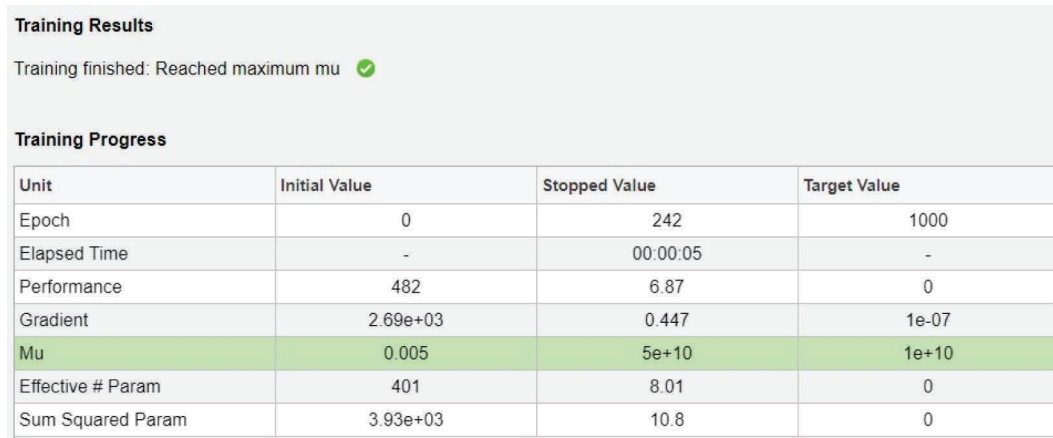 Training Results
Training finished: Reached maximum mu
Training Progress
Unit Initial Value Stopped Value Target Value
Epoch 0 242 1000
Elapsed Time - 00:00:05 -
Performance 482 6.87 0
Gradient 2.69e+03 0.447 1e-07
Mu 0.005 5e+10 1e+10
Effective # Param 401 8.01 0
Sum Squared Param 3.93e+03 10.8 0